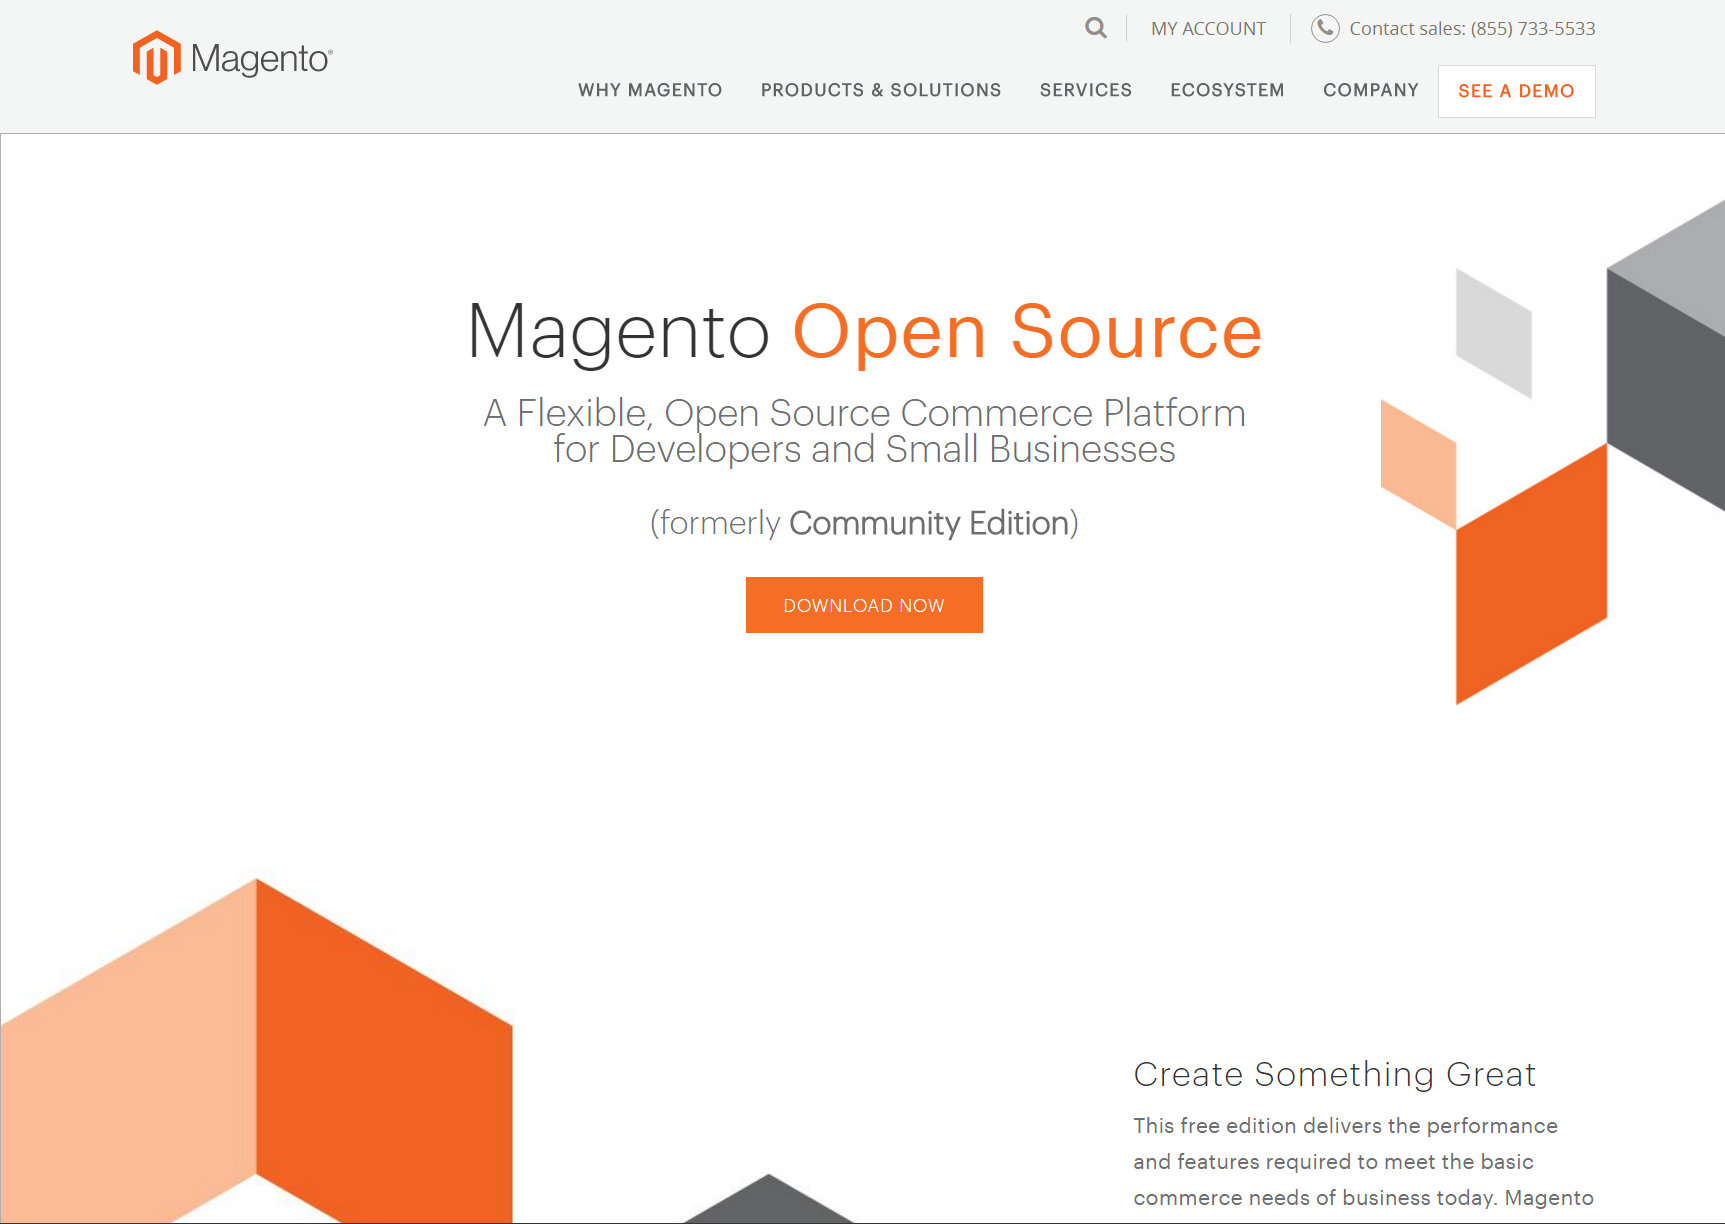 Magento®
MY ACCOUNT
Contact sales: (855) 733-5533
WHY MAGENTO
PRODUCTS & SOLUTIONS
SERVICES
ECOSYSTEM
COMPANY
SEE A DEMO
Magento Open Source
A Flexible, Open Source Commerce Platform
for Developers and Small Businesses
(formerly Community Edition)
DOWNLOAD NOW
Create Something Great
This free edition delivers the performance
and features required to meet the basic
commerce needs of business today. Magento